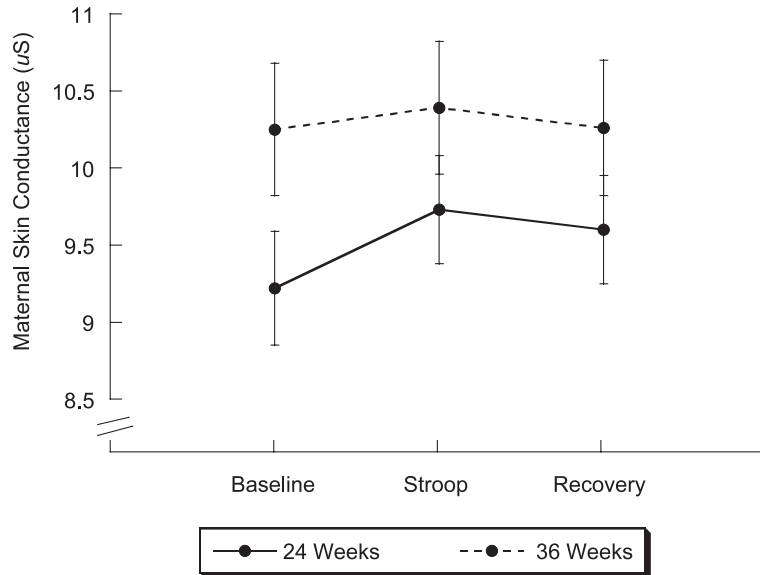 Maternal Skin Conductance (uS)
11
10.5
10
9.5
9
8.5
Baseline Stroop Recovery
24 Weeks 36 Weeks